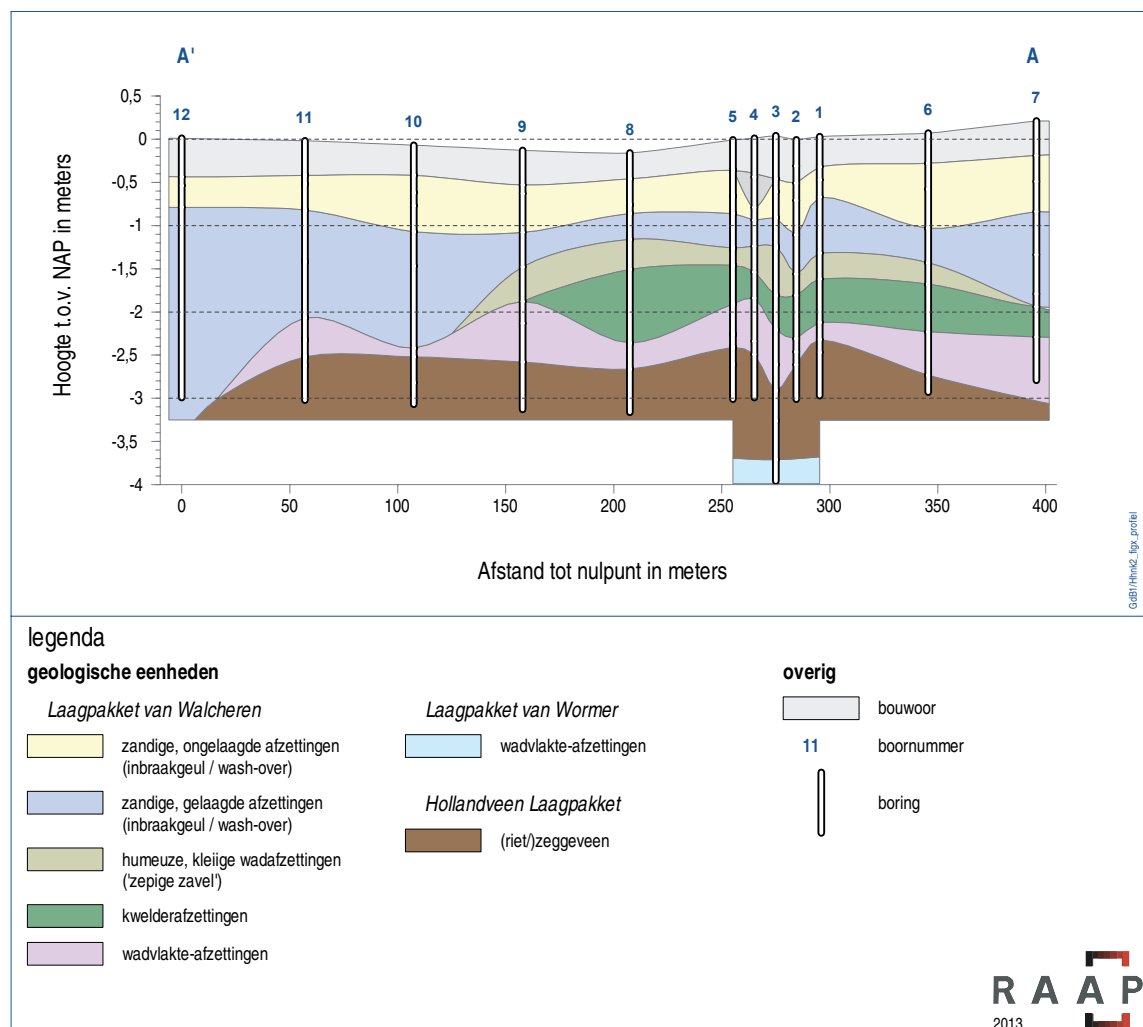 A'
A
12
11
10
9
8
5
4
3
2
1
6
7
0,5
0
-0,5
-1
-1,5
-2
-2,5
-3
-3,5
-4
Hoogte t.o.v. NAP in meters
0
50
100
150
200
250
300
350
400
Afstand tot nulpunt in meters
GdB1/Hhnk2_figx_profiel
legenda
geologische eenheden
Laagpakket van Walcheren
zandige, ongelaagde afzettingen
(inbraakgeul / wash-over)
zandige, gelaagde afzettingen
(inbraakgeul / wash-over)
humeuze, kleiige wadafzettingen
('zepige zavel')
kwelderafzettingen
wadvlakte-afzettingen
Laagpakket van Wormer
wadvlakte-afzettingen
Hollandveen Laagpakket
(riet/)zeggeveen
overig
bouwoor
11
boornummer
boring
RAAP
2013